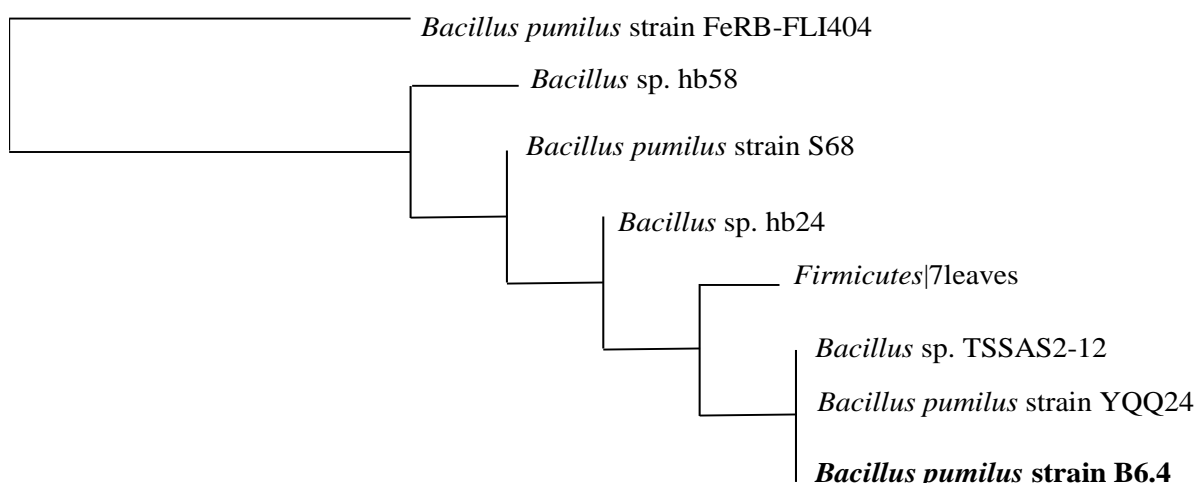 Bacillus pumilus strain FeRB-FLI404
Bacillus sp. hb58
Bacillus pumilus strain S68
Bacillus sp. hb24
Firmicutes|7leaves
Bacillus sp. TSSAS2-12
Bacillus pumilus strain YQQ24
Bacillus pumilus strain B6.4